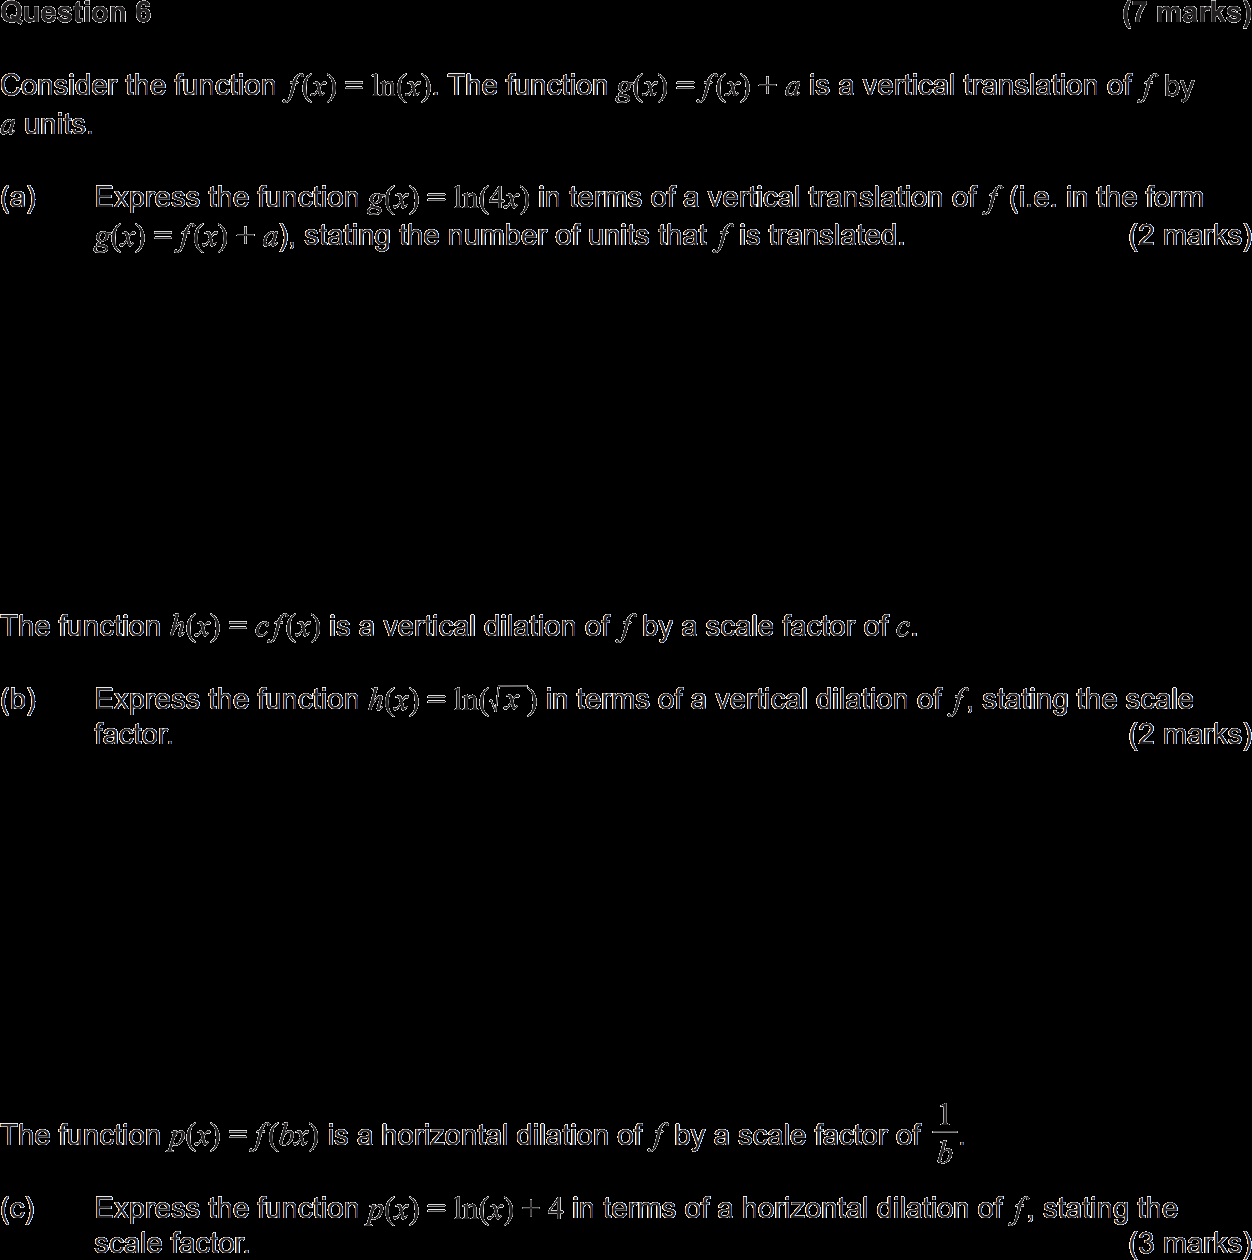 Question 6 (7 marks)
Consider the function f(x) = ln(x). The function g(x) = f(x) + a is a vertical translation of f by
a units.
(a) Express the function g(x) = ln(4x) in terms of a vertical translation of f (i.e. in the form
g(x) = f(x) + a), stating the number of units that f is translated. (2 marks)
The function h(x) = cf(x) is a vertical dilation of f by a scale factor of c.
(b) Express the function h(x) = ln(√x) in terms of a vertical dilation of f, stating the scale
factor. (2 marks)
The function p(x) = f(bx) is a horizontal dilation of f by a scale factor of 1/b.
(c) Express the function p(x) = ln(x) + 4 in terms of a horizontal dilation of f, stating the
scale factor. (3 marks)